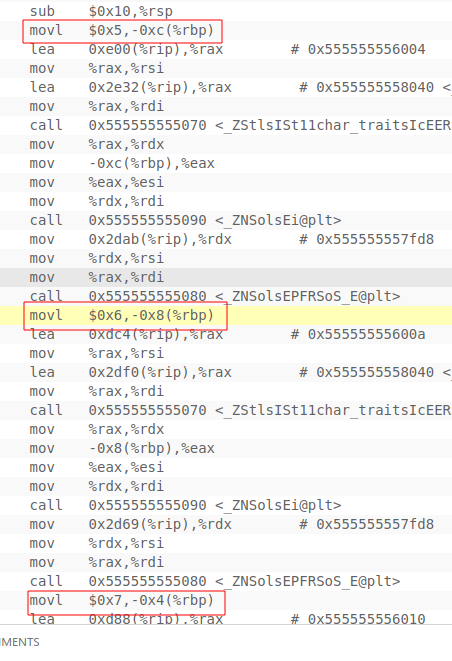 sub $0x10,%rsp
movl $0x5,-0xc(%rbp)
lea 0xe00(%rip),%rax # 0x555555556004
mov %rax,%rsi
lea 0x2e32(%rip),%rax # 0x555555558040 <_
mov %rax,%rdi
call 0x555555555070 <_ZStlsISt11char_traitsIcEER
mov %rax,%rdx
mov -0xc(%rbp),%eax
mov %eax,%esi
mov %rdx,%rdi
call 0x555555555090 <_ZNSolsEi@plt>
mov 0x2dab(%rip),%rdx # 0x555555557fd8
mov %rdx,%rsi
mov %rax,%rdi
call 0x555555555080 <_ZNSolsEPFRSoS_E@plt>
movl $0x6,-0x8(%rbp)
lea 0xdc4(%rip),%rax # 0x55555555600a
mov %rax,%rsi
lea 0x2df0(%rip),%rax # 0x555555558040 <_
mov %rax,%rdi
call 0x555555555070 <_ZStlsISt11char_traitsIcEER
mov %rax,%rdx
mov -0x8(%rbp),%eax
mov %eax,%esi
mov %rdx,%rdi
call 0x555555555090 <_ZNSolsEi@plt>
mov 0x2d69(%rip),%rdx # 0x555555557fd8
mov %rdx,%rsi
mov %rax,%rdi
call 0x555555555080 <_ZNSolsEPFRSoS_E@plt>
movl $0x7,-0x4(%rbp)
lea 0xd88(%rip),%rax # 0x555555556010
MENTS